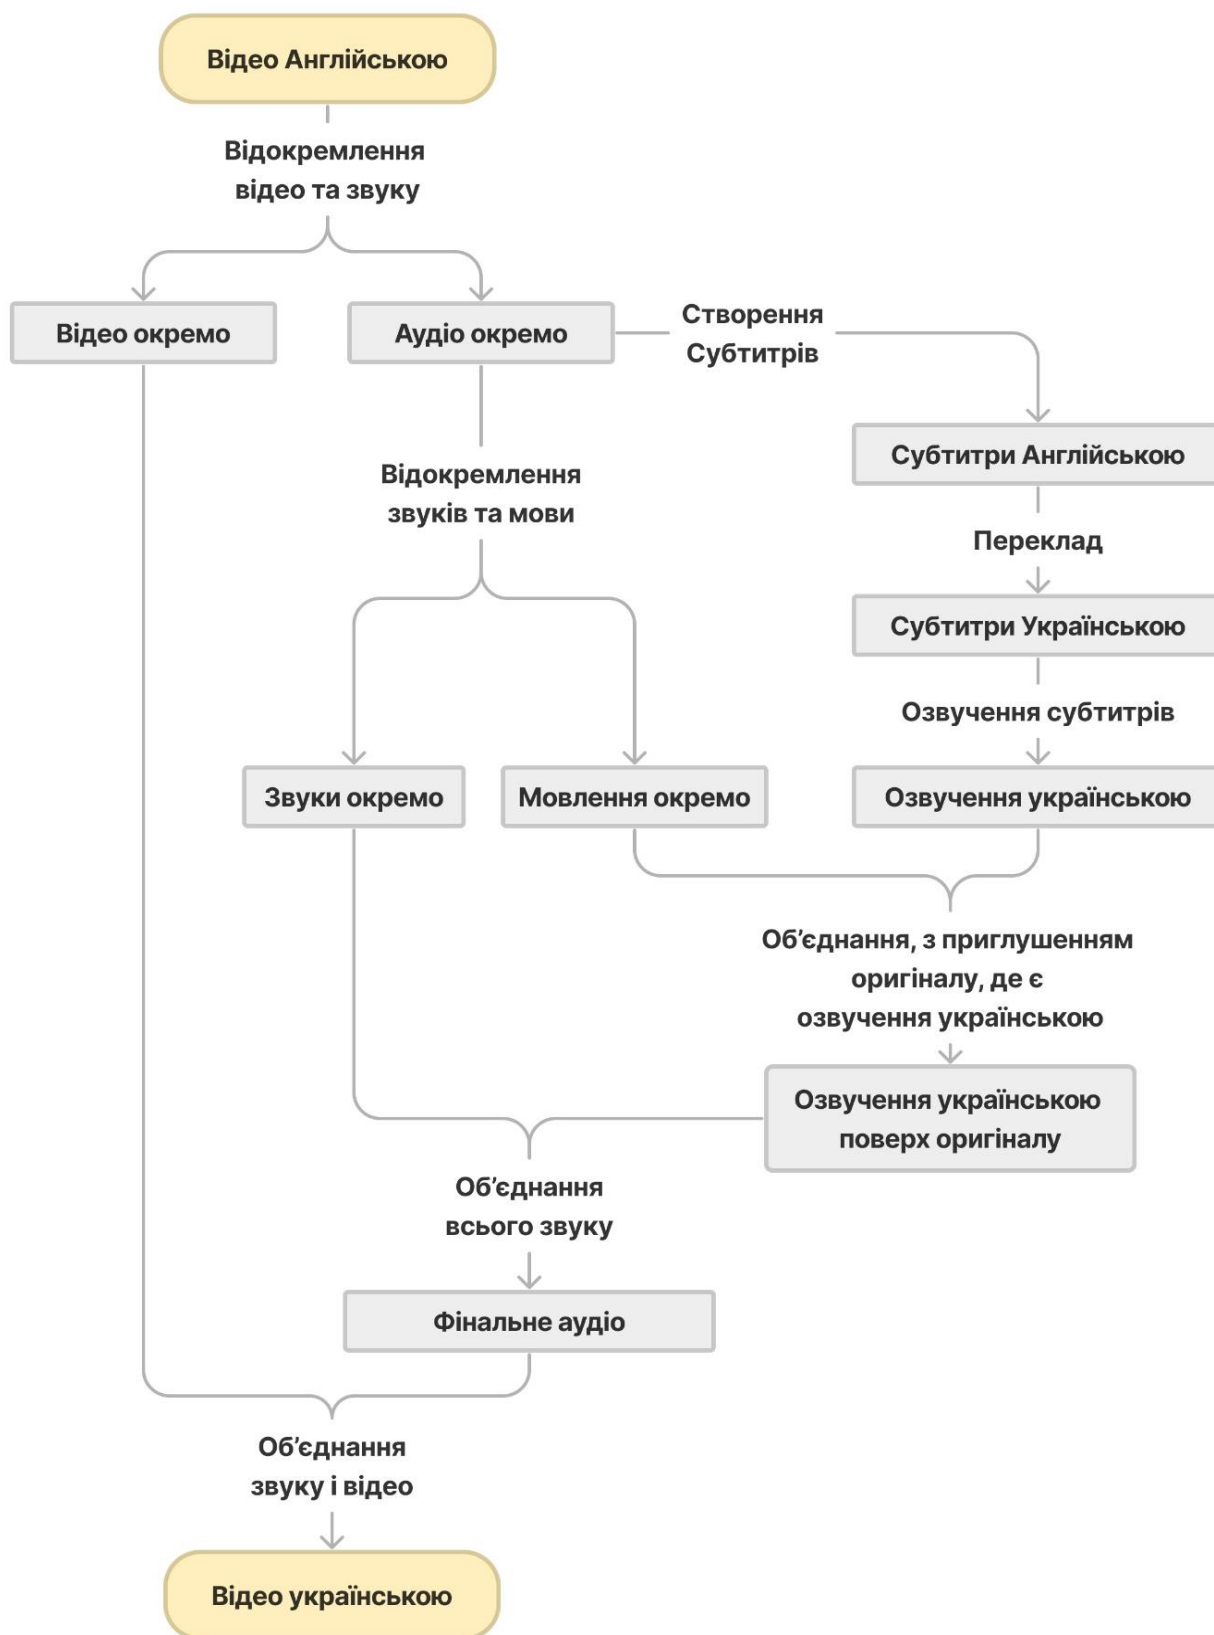 Відео Англійською
Відокремлення
відео та звуку
Відео окремо
Аудіо окремо
Створення
Субтитрів
Субтитри Англійською
Відокремлення
звуків та мови
Переклад
Субтитри Українською
Озвучення субтитрів
Звуки окремо
Мовлення окремо
Озвучення українською
Об’єднання, з приглушенням
оригіналу, де є
озвучення українською
Озвучення українською
поверх оригіналу
Об’єднання
всього звуку
Фінальне аудіо
Об’єднання
звуку і відео
Відео українською